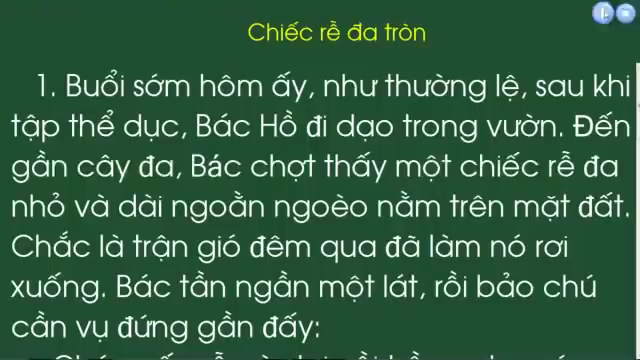 Chiếc rễ đa tròn
1. Buổi sớm hôm ấy, như thường lệ, sau khi
tập thể dục, Bác Hồ đi dạo trong vườn. Đến
gần cây đa, Bác chợt thấy một chiếc rễ đa
nhỏ và dài ngoằn ngoèo nằm trên mặt đất.
Chắc là trận gió đêm qua đã làm nó rơi
xuống. Bác tần ngần một lát, rồi bảo chú
cần vụ đứng gần đấy: